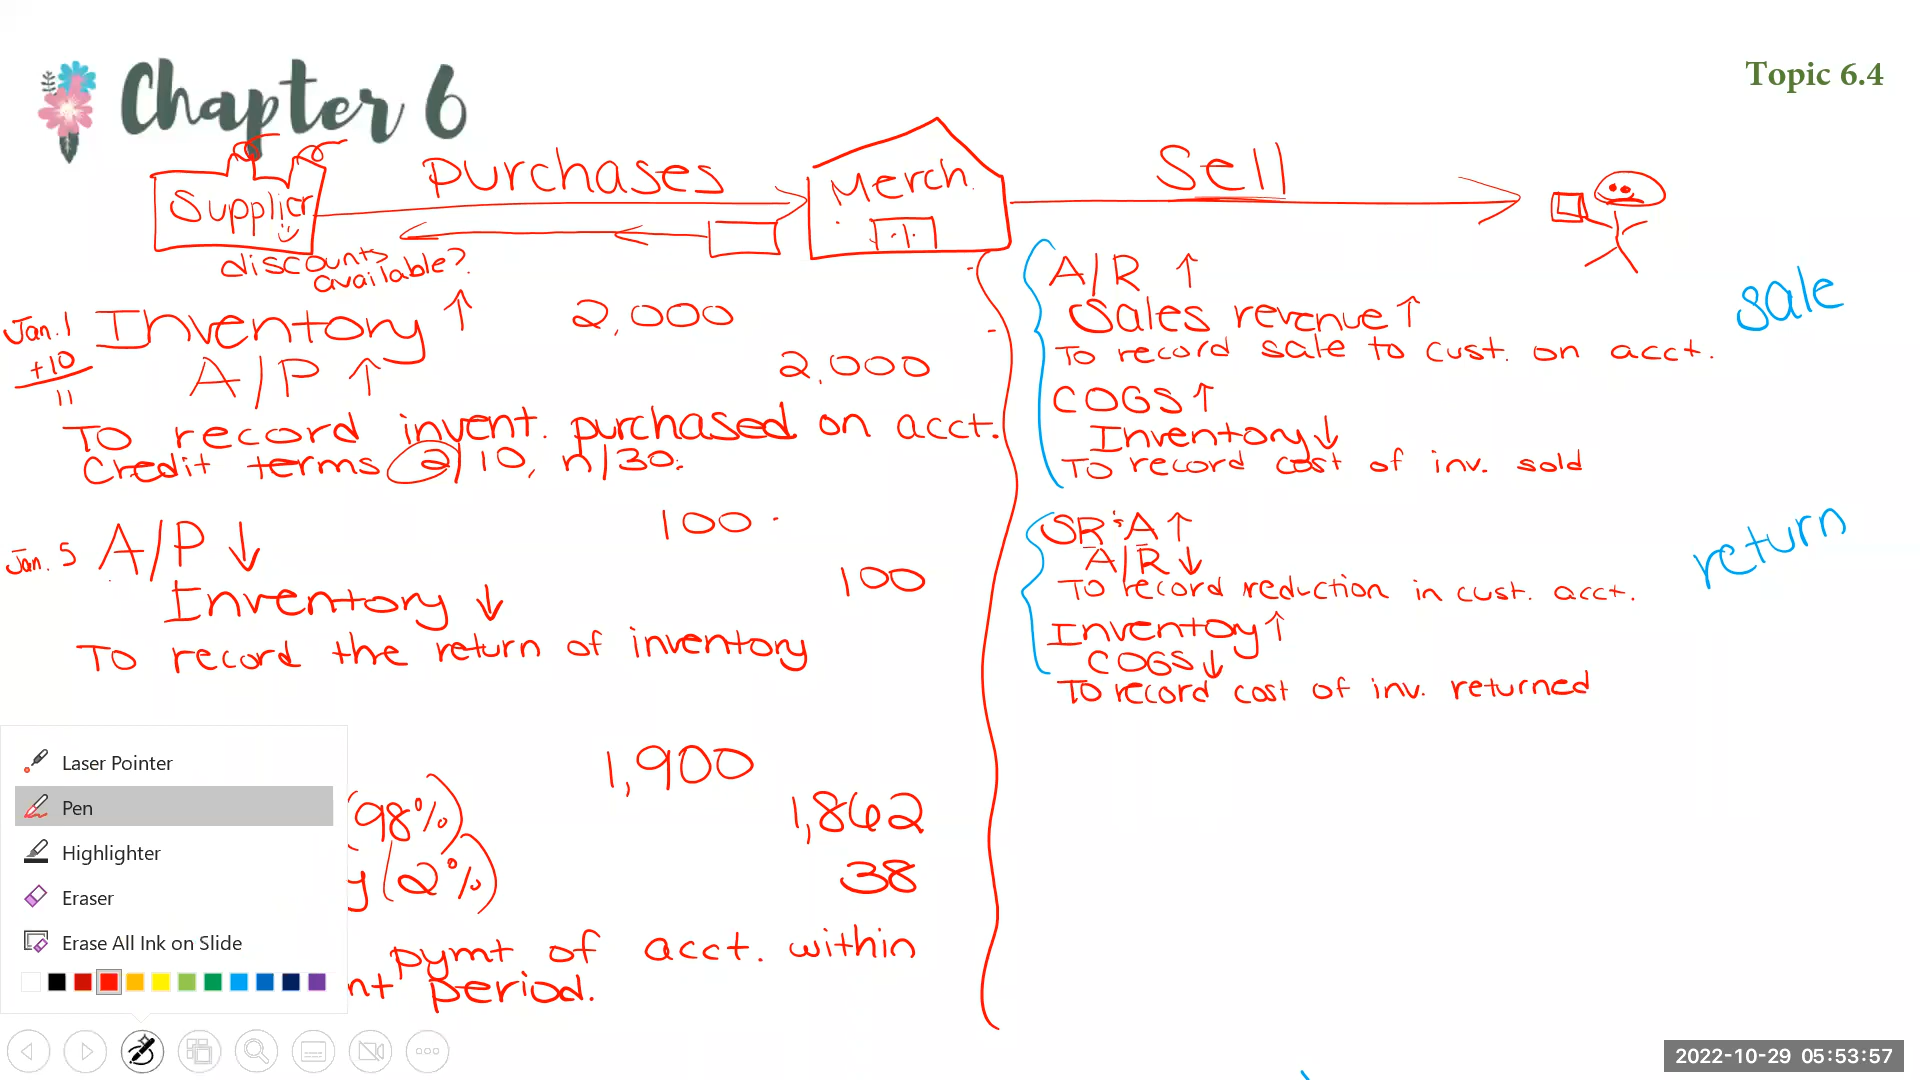 Chapter 6
Topic 6.4
Supplier
purchases
Merch.
Sell
discounts
available?
Jan. 1
+10
11
Inventory ↑ 2,000
A/P ↑ 2,000
To record invent. purchased on acct.
Credit terms 2/10, n/30.
Jan. 5 A/P ↓ 100
Inventory ↓ 100
To record the return of inventory
1,900
(98%) 1,862
y (2%) 38
pymt of acct. within
nt period.
A/R ↑
Sales revenue ↑
To record sale to cust. on acct.
COGS ↑
Inventory ↓
To record cost of inv. sold
sale
SR&A ↑
A/R ↓
To record reduction in cust. acct.
Inventory ↑
COGS ↓
To record cost of inv. returned
return
Laser Pointer
Pen
Highlighter
Eraser
Erase All Ink on Slide
2022-10-29 05:53:57